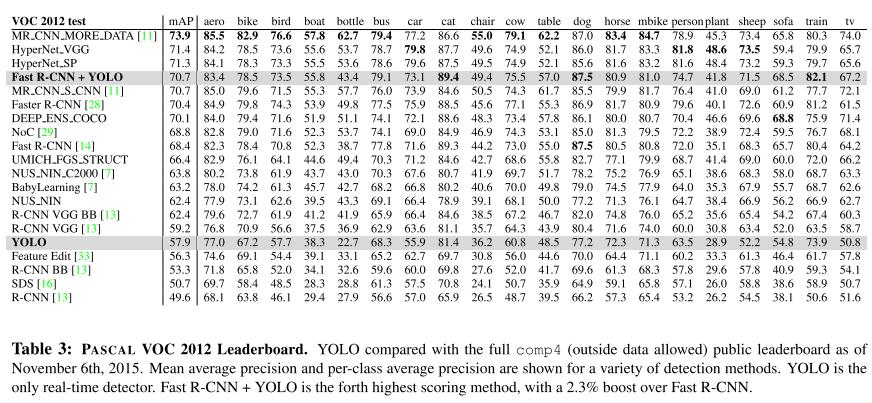 VOC 2012 test mAP aero bike bird boat bottle bus car cat chair cow table dog horse mbike person plant sheep sofa train tv
MR_CNN_MORE_DATA [11] 73.9 85.5 82.9 76.6 57.8 62.7 79.4 77.2 86.6 55.0 79.1 62.2 87.0 83.4 84.7 78.9 45.3 73.4 65.8 80.3 74.0
HyperNet_VGG 71.4 84.2 78.5 73.6 55.6 53.7 78.7 79.8 87.7 49.6 74.9 52.1 86.0 81.7 83.3 81.8 48.6 73.5 59.4 79.9 65.7
HyperNet_SP 71.3 84.1 78.3 73.3 55.5 53.6 78.6 79.6 87.5 49.5 74.9 52.1 85.6 81.6 83.2 81.6 48.4 73.2 59.3 79.7 65.6
Fast R-CNN + YOLO 70.7 83.4 78.5 73.5 55.8 43.4 79.1 73.1 89.4 49.4 75.5 57.0 87.5 80.9 81.0 74.7 41.8 71.5 68.5 82.1 67.2
MR_CNN_S_CNN [11] 70.7 85.0 79.6 71.5 55.3 57.7 76.0 73.9 84.6 50.5 74.3 61.7 85.5 79.9 81.7 76.4 41.0 69.0 61.2 77.7 72.1
Faster R-CNN [28] 70.4 84.9 79.8 74.3 53.9 49.8 77.5 75.9 88.5 45.6 77.1 55.3 86.9 81.7 80.9 79.6 40.1 72.6 60.9 81.2 61.5
DEEP_ENS_COCO 70.1 84.0 79.4 71.6 51.9 51.1 74.1 72.1 88.6 48.3 73.4 57.8 86.1 80.0 80.7 70.4 46.6 69.6 68.8 75.9 71.4
NoC [29] 68.8 82.8 79.0 71.6 52.3 53.7 74.1 69.0 84.9 46.9 74.3 53.1 85.0 81.3 79.5 72.2 38.9 72.4 59.5 76.7 68.1
Fast R-CNN [14] 68.4 82.3 78.4 70.8 52.3 38.7 77.8 71.6 89.3 44.2 73.0 55.0 87.5 80.5 80.8 72.0 35.1 68.3 65.7 80.4 64.2
UMICH_FGS_STRUCT 66.4 82.9 76.1 64.1 44.6 49.4 70.3 71.2 84.6 42.7 68.6 55.8 82.7 77.1 79.9 68.7 41.4 69.0 60.0 72.0 66.2
NUS_NIN_C2000 [7] 63.8 80.2 73.8 61.9 43.7 43.0 70.3 67.6 80.7 41.9 69.7 51.7 78.2 75.2 76.9 65.1 38.6 68.3 58.0 68.7 63.3
BabyLearning [7] 63.2 78.0 74.2 61.3 45.7 42.7 68.2 66.8 80.2 40.6 70.0 49.8 79.0 74.5 77.9 64.0 35.3 67.9 55.7 68.7 62.6
NUS_NIN 62.4 77.9 73.1 62.6 39.5 43.3 69.1 66.4 78.9 39.1 68.1 50.0 77.2 71.3 76.1 64.7 38.4 66.9 56.2 66.9 62.7
R-CNN VGG BB [13] 62.4 79.6 72.7 61.9 41.2 41.9 65.9 66.4 84.6 38.5 67.2 46.7 82.0 74.8 76.0 65.2 35.6 65.4 54.2 67.4 60.3
R-CNN VGG [13] 59.2 76.8 70.9 56.6 37.5 36.9 62.9 63.6 81.1 35.7 64.3 43.9 80.4 71.6 74.0 60.0 30.8 63.4 52.0 63.5 58.7
YOLO 57.9 77.0 67.2 57.7 38.3 22.7 68.3 55.9 81.4 36.2 60.8 48.5 77.2 72.3 71.3 63.5 28.9 52.2 54.8 73.9 50.8
Feature Edit [33] 56.3 74.6 69.1 54.4 39.1 33.1 65.2 62.7 69.7 30.8 56.0 44.6 70.0 64.4 71.1 60.2 33.3 61.3 46.4 61.7 57.8
R-CNN BB [13] 53.3 71.8 65.8 52.0 34.1 32.6 59.6 60.0 69.8 27.6 52.0 41.7 69.6 61.3 68.3 57.8 29.6 57.8 40.9 59.3 54.1
SDS [16] 50.7 69.7 58.4 48.5 28.3 28.8 61.3 57.5 70.8 24.1 50.7 35.9 64.9 59.1 65.8 57.1 26.0 58.8 38.6 58.9 50.7
R-CNN [13] 49.6 68.1 63.8 46.1 29.4 27.9 56.6 57.0 65.9 26.5 48.7 39.5 66.2 57.3 65.4 53.2 26.2 54.5 38.1 50.6 51.6
Table 3: PASCAL VOC 2012 Leaderboard. YOLO compared with the full comp4 (outside data allowed) public leaderboard as of
November 6th, 2015. Mean average precision and per-class average precision are shown for a variety of detection methods. YOLO is the
only real-time detector. Fast R-CNN + YOLO is the forth highest scoring method, with a 2.3% boost over Fast R-CNN.